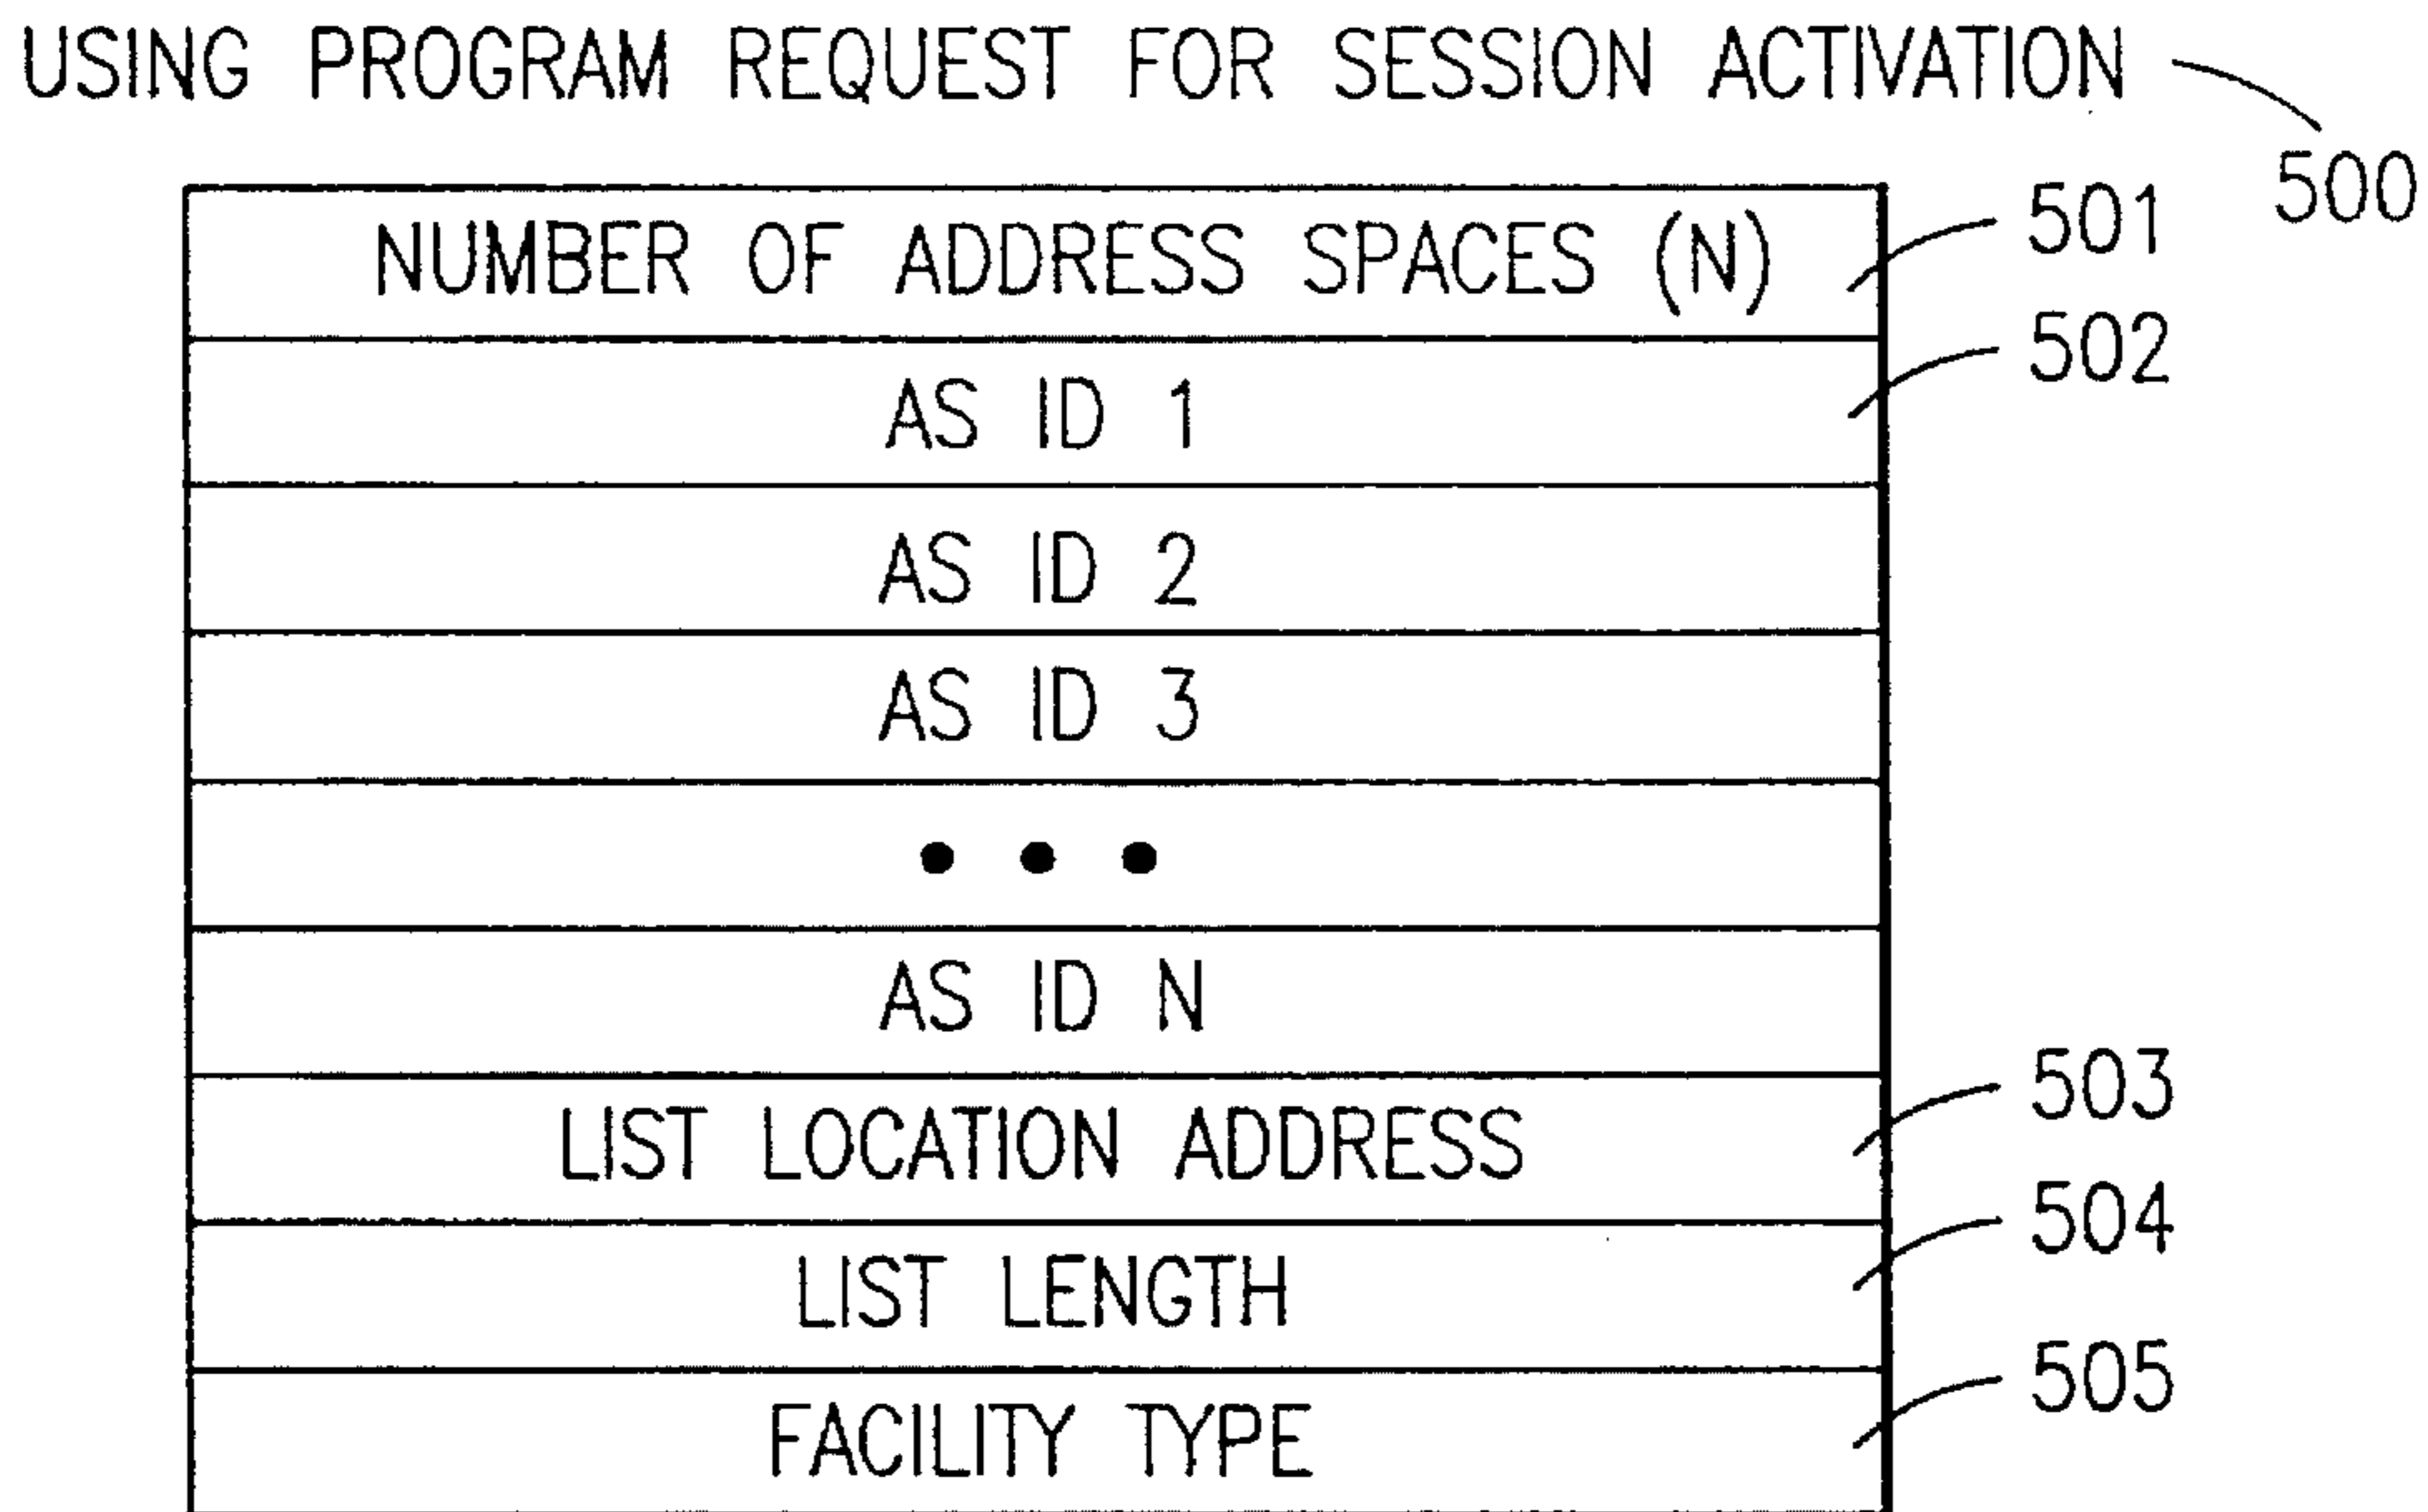 USING PROGRAM REQUEST FOR SESSION ACTIVATION
500
NUMBER OF ADDRESS SPACES (N) 501
AS ID 1 502
AS ID 2
AS ID 3
• • •
AS ID N
LIST LOCATION ADDRESS 503
LIST LENGTH 504
FACILITY TYPE 505